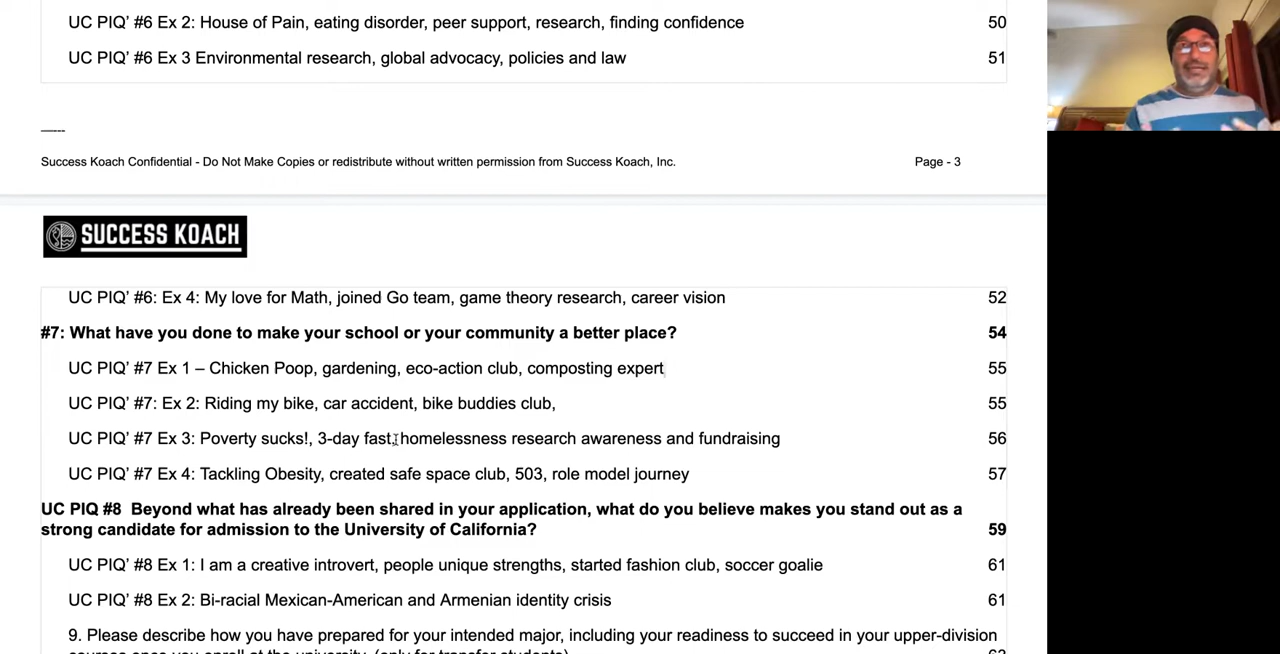 UC PIQ' #6 Ex 2: House of Pain, eating disorder, peer support, research, finding confidence 50
UC PIQ' #6 Ex 3 Environmental research, global advocacy, policies and law 51
Success Koach Confidential - Do Not Make Copies or redistribute without written permission from Success Koach, Inc. Page - 3
SUCCESS KOACH
UC PIQ' #6: Ex 4: My love for Math, joined Go team, game theory research, career vision 52
#7: What have you done to make your school or your community a better place? 54
UC PIQ' #7 Ex 1 – Chicken Poop, gardening, eco-action club, composting expert 55
UC PIQ' #7: Ex 2: Riding my bike, car accident, bike buddies club, 55
UC PIQ' #7 Ex 3: Poverty sucks!, 3-day fast, homelessness research awareness and fundraising 56
UC PIQ' #7 Ex 4: Tackling Obesity, created safe space club, 503, role model journey 57
UC PIQ #8 Beyond what has already been shared in your application, what do you believe makes you stand out as a
strong candidate for admission to the University of California? 59
UC PIQ' #8 Ex 1: I am a creative introvert, people unique strengths, started fashion club, soccer goalie 61
UC PIQ' #8 Ex 2: Bi-racial Mexican-American and Armenian identity crisis 61
9. Please describe how you have prepared for your intended major, including your readiness to succeed in your upper-division
courses once you enroll at the university. (only for transfer students)